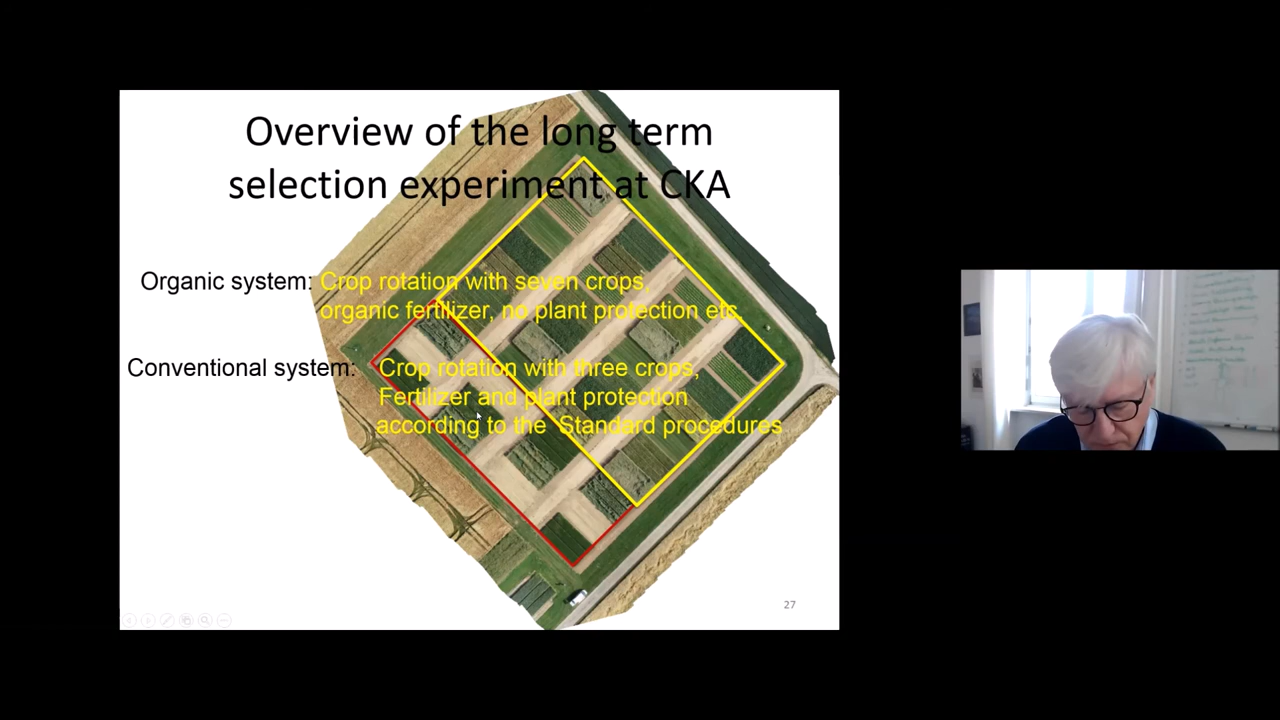 Overview of the long term
selection experiment at CKA
Organic system: Crop rotation with seven crops,
organic fertilizer, no plant protection etc.
Conventional system: Crop rotation with three crops,
Fertilizer and plant protection
according to the Standard procedures
27